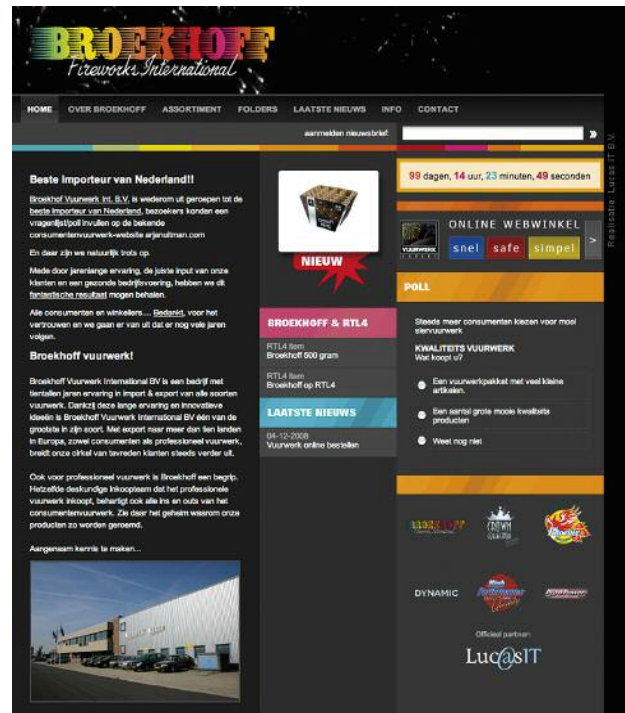 BROEKHOFF
Fireworks International
HOME OVER BROEKHOFF ASSORTIMENT FOLDERS LAATSTE NIEUWS INFO CONTACT
aanmelden nieuwsbrief:
Beste Importeur van Nederland!!
Broekhof Vuurwerk Int. B.V. is wederom uit geroepen tot de
beste importeur van Nederland, bezoekers konden een
vragenlijst/poll invullen op de bekende
consumentenvuurwerk-website arjanuitman.com
En daar zijn we natuurlijk trots op.
Mede door jarenlange ervaring, de juiste input van onze
klanten en een gezonde bedrijfsvoering, hebben we dit
fantastische resultaat mogen behalen.
Alle consumenten en winkeliers.... Bedankt, voor het
vertrouwen en we gaan er van uit dat er nog vele jaren
volgen.
Broekhoff vuurwerk!
Broekhoff Vuurwerk International BV is een bedrijf met
tientallen jaren ervaring in import & export van alle soorten
vuurwerk. Dankzij deze lange ervaring en innovatieve
ideeën is Broekhoff Vuurwerk International BV één van de
grootste in zijn soort. Met export naar meer dan tien landen
in Europa, zowel consumenten als professioneel vuurwerk,
breidt onze cirkel van tevreden klanten steeds verder uit.
Ook voor professioneel vuurwerk is Broekhoff een begrip.
Hetzelfde deskundige inkoopteam dat het professionele
vuurwerk inkoopt, behartigt ook alle ins en outs van het
consumentenvuurwerk. Zie daar het geheim waarom onze
producten zo worden geroemd.
Aangenaam kennis te maken...
NIEUW
BROEKHOFF & RTL4
RTL4 item
Broekhoff 500 gram
RTL4 item
Broekhoff op RTL4
LAATSTE NIEUWS
04-12-2008
Vuurwerk online bestellen
99 dagen, 14 uur, 23 minuten, 49 seconden
VUURWERK
EXPERT
ONLINE WEBWINKEL
snel safe simpel
>
POLL
Steeds meer consumenten kiezen voor mooi
siervuurwerk
KWALITEITS VUURWERK
Wat koopt u?
Een vuurwerkpakket met veel kleine
artikelen.
Een aantal grote mooie kwaliteits
producten
Weet nog niet
BROEKHOFF
CROWN
COLLECTION
DYNAMIC
Performance
Officieel partner:
Luc@sIT
Realisatie: Lucas IT B.V.